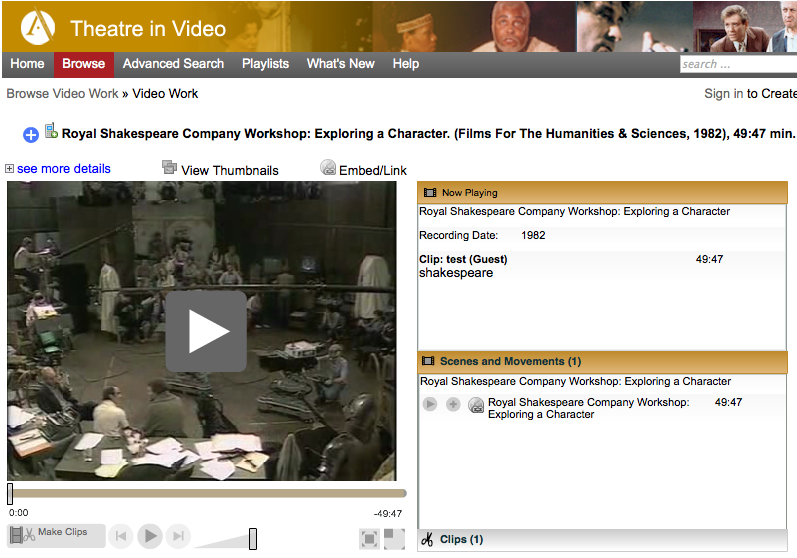 Theatre in Video
Home Browse Advanced Search Playlists What's New Help search ...
Browse Video Work » Video Work Sign in to Create
Royal Shakespeare Company Workshop: Exploring a Character. (Films For The Humanities & Sciences, 1982), 49:47 min.
see more details View Thumbnails Embed/Link
Now Playing
Royal Shakespeare Company Workshop: Exploring a Character
Recording Date: 1982
Clip: test (Guest) 49:47
shakespeare
Scenes and Movements (1)
Royal Shakespeare Company Workshop: Exploring a Character
Royal Shakespeare Company Workshop: 49:47
Exploring a Character
0:00 -49:47
Make Clips
Clips (1)